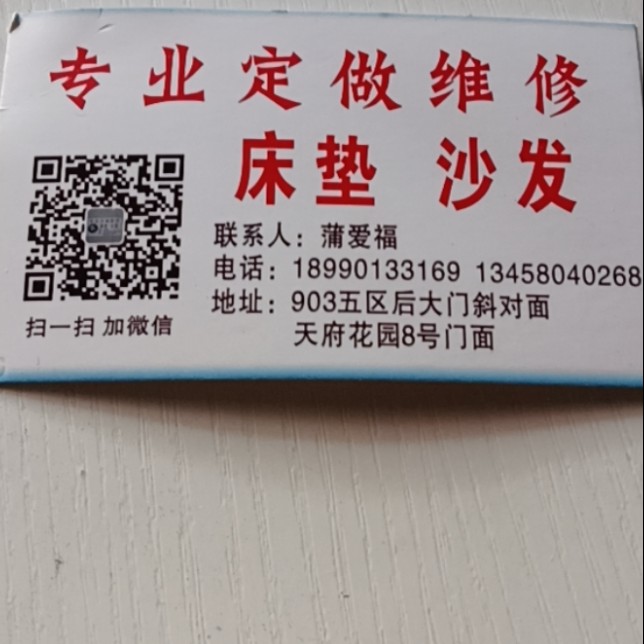 专业定做维修
床垫 沙发
联系人：蒲爱福
电话：18990133169 13458040268
地址：903五区后大门斜对面
天府花园8号门面
扫一扫 加微信